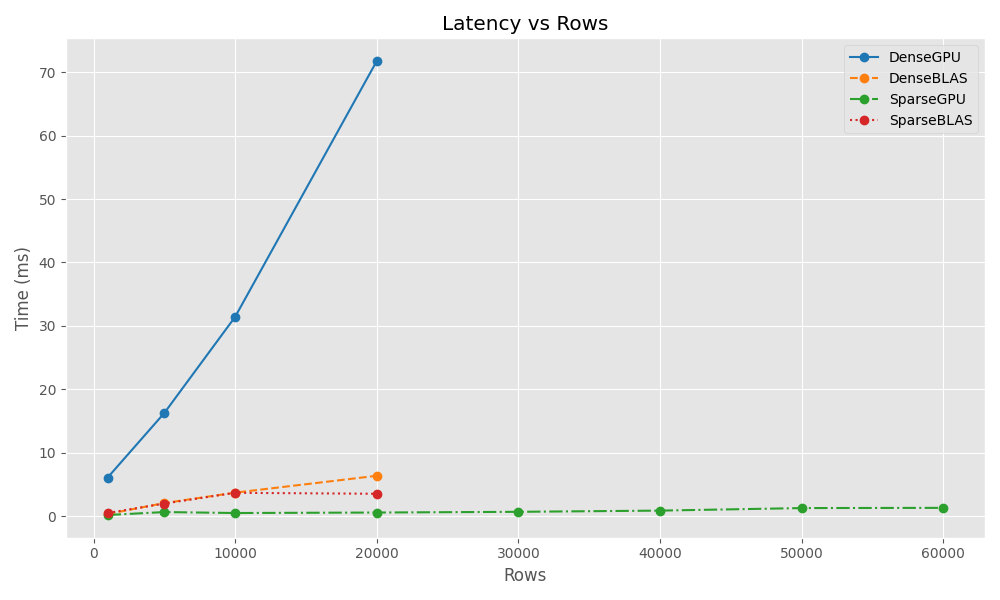 Latency vs Rows
DenseGPU
DenseBLAS
SparseGPU
SparseBLAS
Time (ms)
70
60
50
40
30
20
10
0
0 10000 20000 30000 40000 50000 60000
Rows